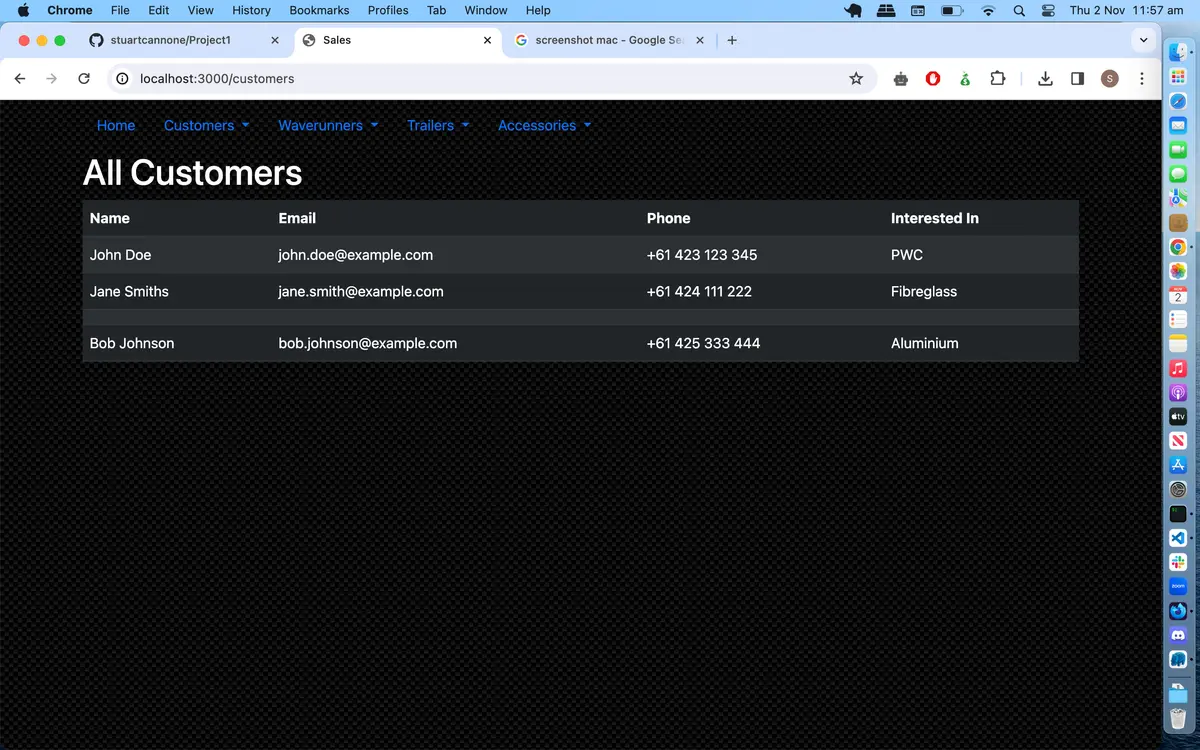 Chrome File Edit View History Bookmarks Profiles Tab Window Help Thu 2 Nov 11:57 am
stuartcannone/Project1 Sales screenshot mac - Google Se
localhost:3000/customers S
Home Customers Waverunners Trailers Accessories
All Customers
Name Email Phone Interested In
John Doe john.doe@example.com +61 423 123 345 PWC
Jane Smiths jane.smith@example.com +61 424 111 222 Fibreglass
Bob Johnson bob.johnson@example.com +61 425 333 444 Aluminium
NOV
2
tv
zoom